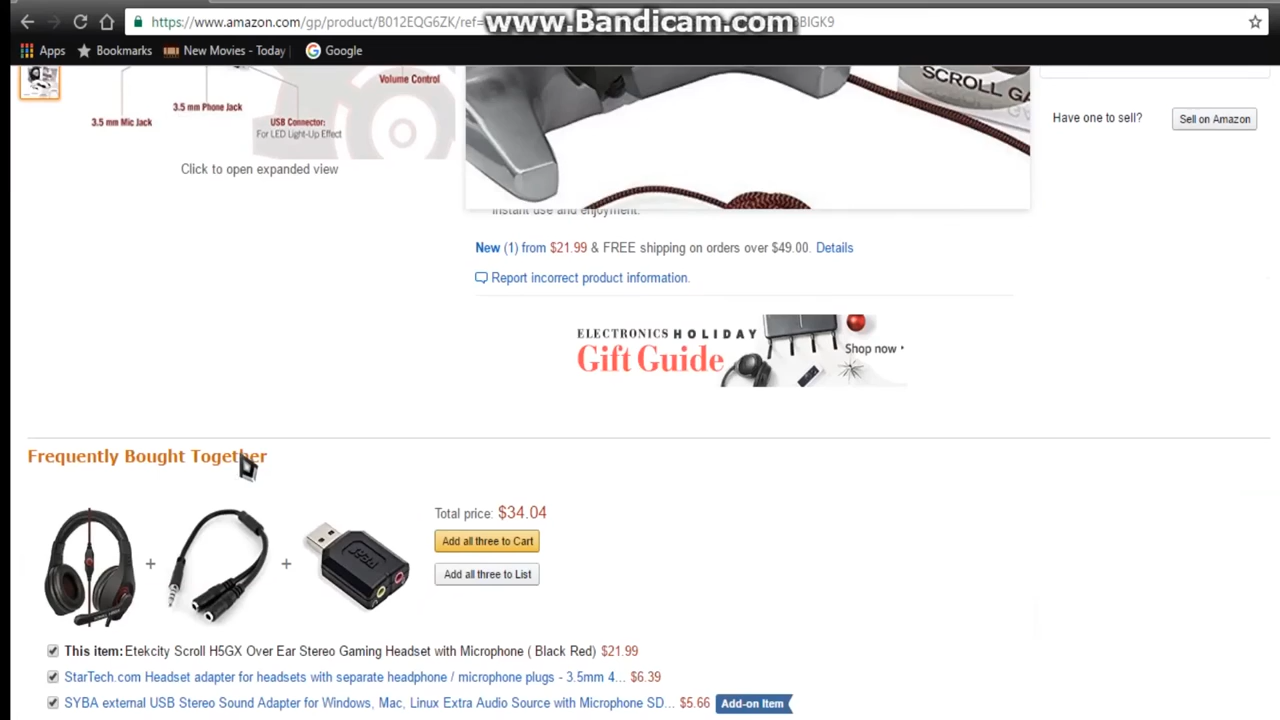 https://www.amazon.com/gp/product/B012EQG6ZK/ref=
www.Bandicam.com
BIGK9
Apps
Bookmarks
New Movies - Today
Google
Volume Control
3.5 mm Phone Jack
3.5 mm Mic Jack
USB Connector:
For LED Light-Up Effect
SCROLL GA
Have one to sell?
Sell on Amazon
Click to open expanded view
instant use and enjoyment.
New (1) from $21.99 & FREE shipping on orders over $49.00. Details
Report incorrect product information.
ELECTRONICS HOLIDAY
Gift Guide
Shop now
Frequently Bought Together
Total price: $34.04
Add all three to Cart
Add all three to List
This item: Etekcity Scroll H5GX Over Ear Stereo Gaming Headset with Microphone ( Black Red) $21.99
StarTech.com Headset adapter for headsets with separate headphone / microphone plugs - 3.5mm 4... $6.39
SYBA external USB Stereo Sound Adapter for Windows, Mac, Linux Extra Audio Source with Microphone SD... $5.66 Add-on Item